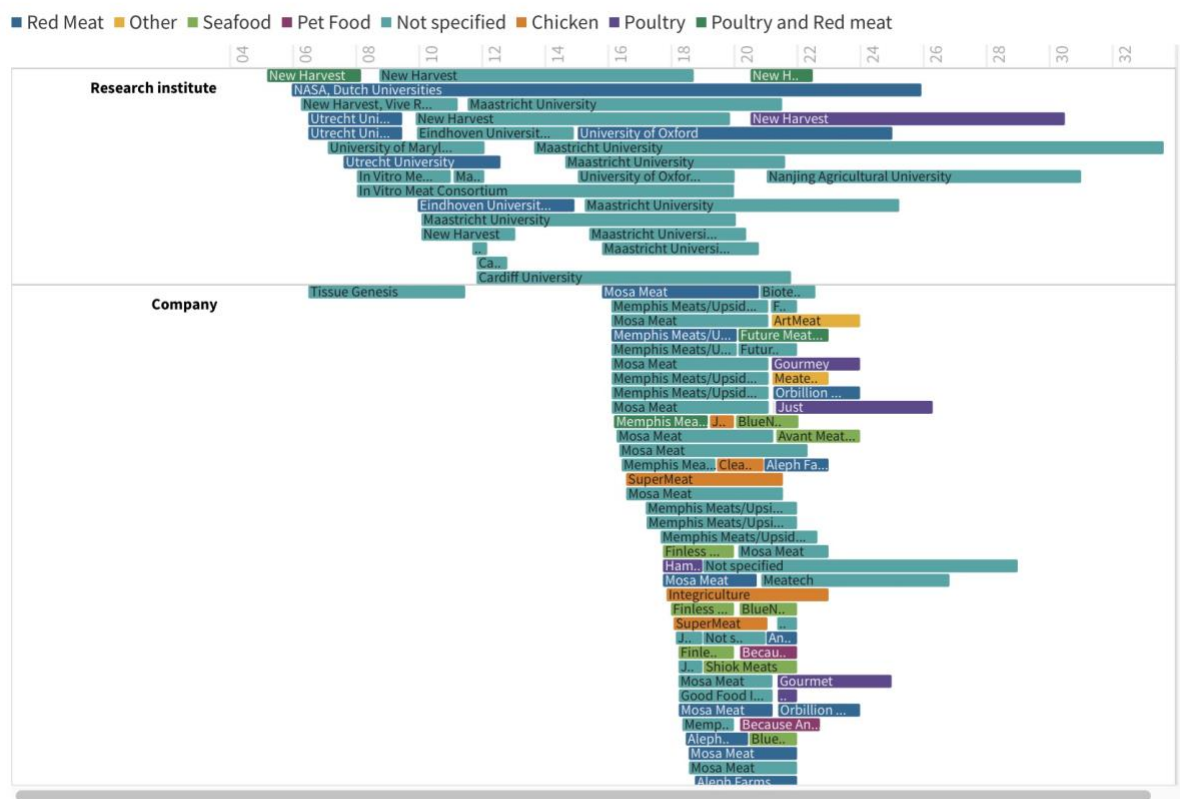 Red Meat Other Seafood Pet Food Not specified Chicken Poultry Poultry and Red meat
04 06 08 10 12 14 16 18 20 22 24 26 28 30 32
Research institute
New Harvest New Harvest New H..
NASA, Dutch Universities
New Harvest, Vive R... Maastricht University
Utrecht Uni... New Harvest New Harvest
Utrecht Uni... Eindhoven Universit... University of Oxford
University of Maryl... Maastricht University
Utrecht University Maastricht University
In Vitro Me... Ma.. University of Oxfor... Nanjing Agricultural University
In Vitro Meat Consortium
Eindhoven Universit... Maastricht University
Maastricht University
New Harvest Maastricht Universi...
.. Maastricht Universi...
Ca..
Cardiff University
Company
Tissue Genesis Mosa Meat Biote..
Memphis Meats/Upsid... F..
Mosa Meat ArtMeat
Memphis Meats/U... Future Meat...
Memphis Meats/U... Futur..
Mosa Meat Gourmey
Memphis Meats/Upsid... Meate..
Memphis Meats/Upsid... Orbillion ...
Mosa Meat Just
Memphis Mea.. J.. BlueN..
Mosa Meat Avant Meat...
Mosa Meat
Memphis Mea... Clea.. Aleph Fa...
SuperMeat
Mosa Meat
Memphis Meats/Upsi...
Memphis Meats/Upsi...
Memphis Meats/Upsid...
Finless ... Mosa Meat
Ham.. Not specified
Mosa Meat Meatech
Integriculture
Finless ... BlueN..
SuperMeat ..
J.. Not s.. An..
Finle.. Becau..
J.. Shiok Meats
Mosa Meat Gourmet
Good Food I... ..
Mosa Meat Orbillion ...
Memp.. Because An..
Aleph.. Blue..
Mosa Meat
Mosa Meat
Aleph Farms